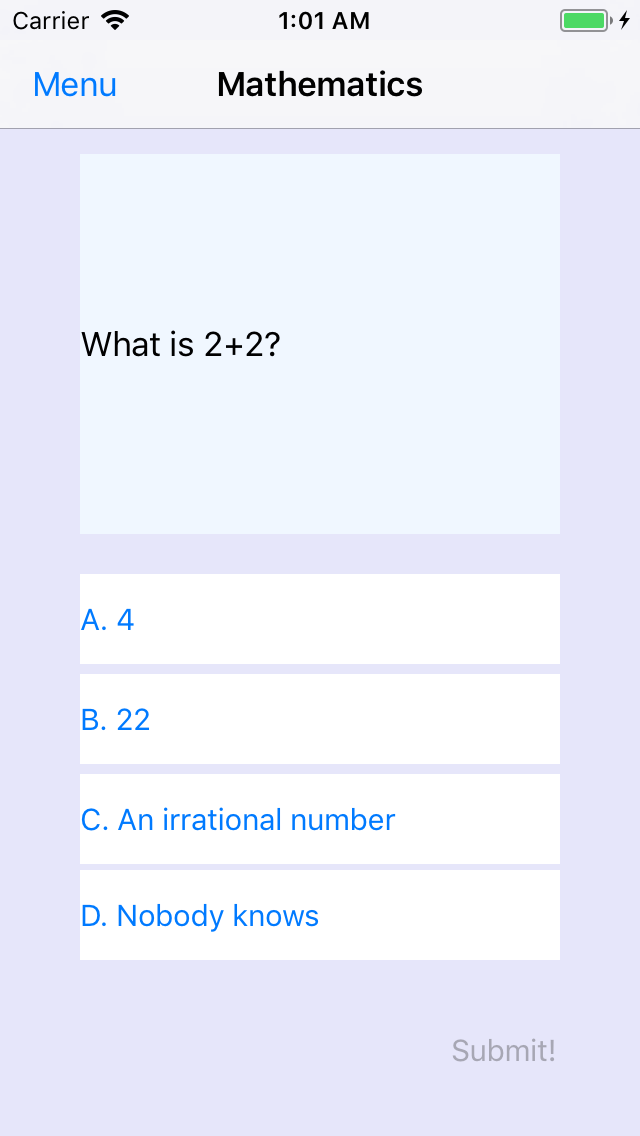 Carrier 1:01 AM
Menu Mathematics
What is 2+2?
A. 4
B. 22
C. An irrational number
D. Nobody knows
Submit!